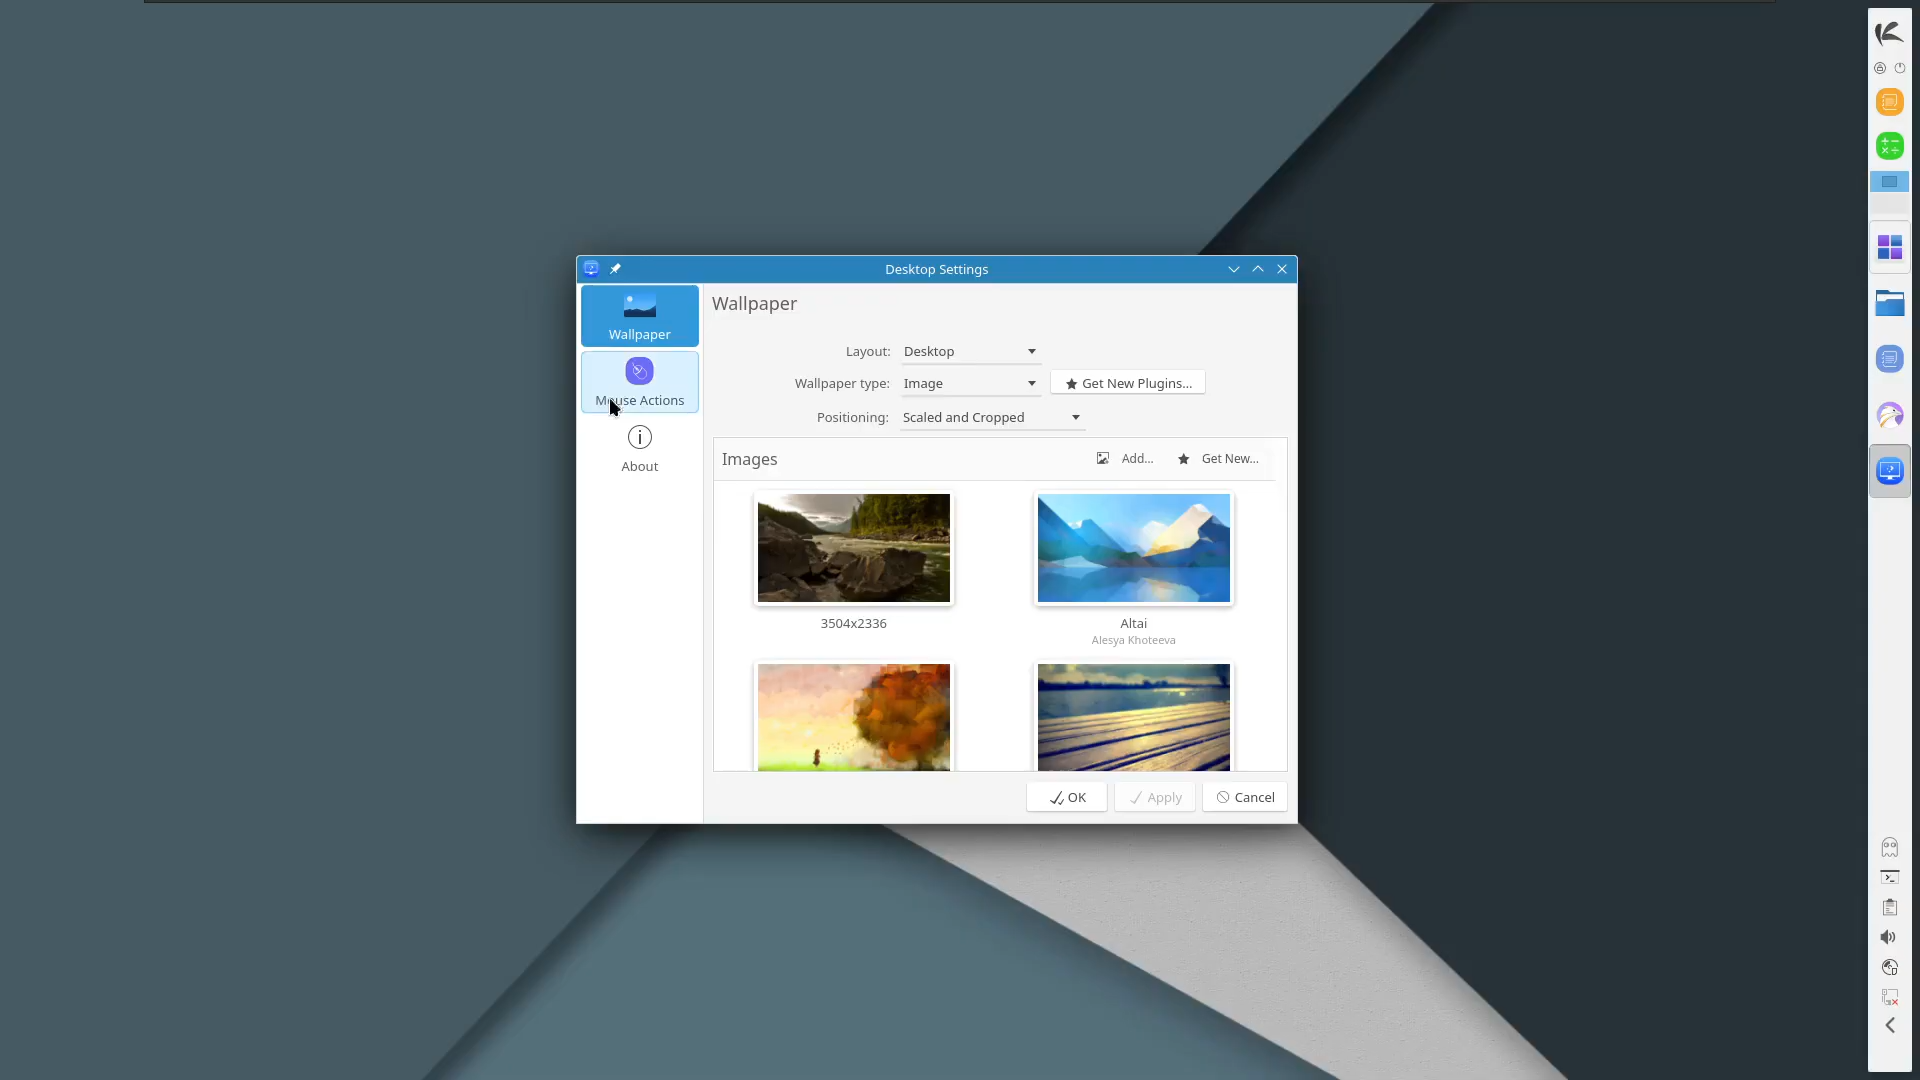 Desktop Settings
Wallpaper
Mouse Actions
About
Wallpaper
Layout: Desktop
Wallpaper type: Image Get New Plugins...
Positioning: Scaled and Cropped
Images Add... Get New...
3504x2336 Altai
Alesya Khoteeva
OK Apply Cancel